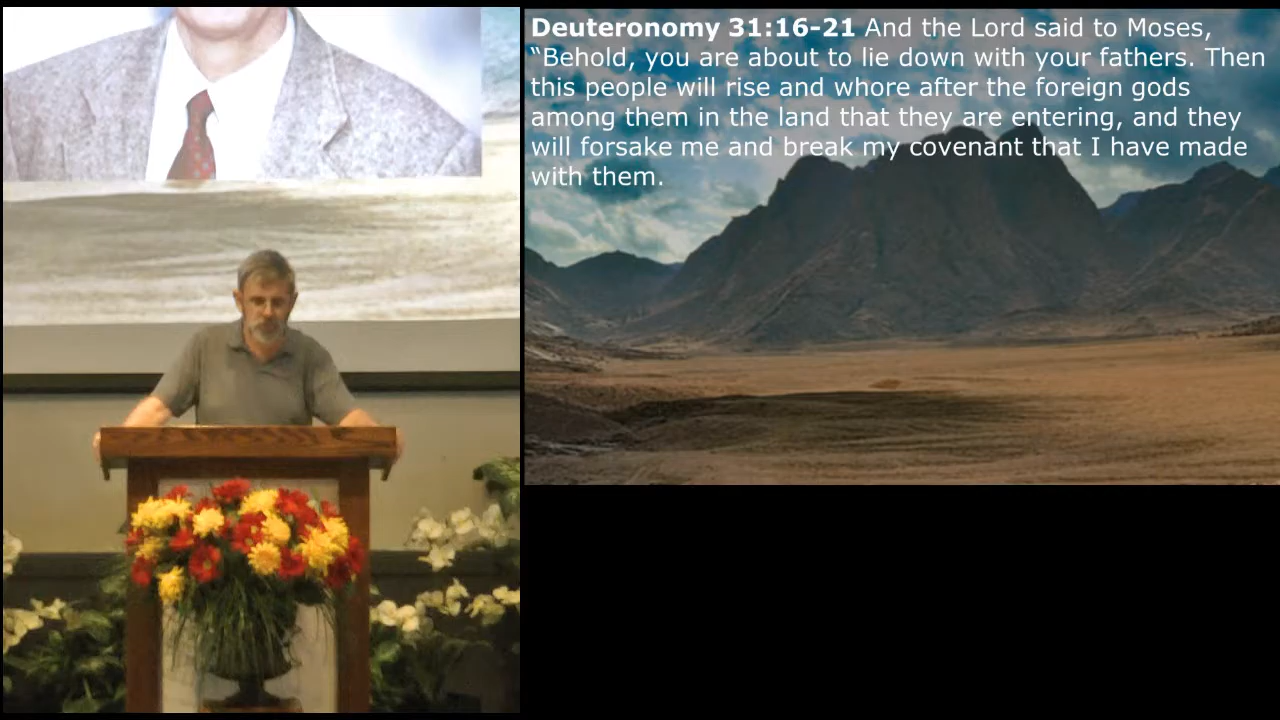 Deuteronomy 31:16-21 And the Lord said to Moses,
“Behold, you are about to lie down with your fathers. Then
this people will rise and whore after the foreign gods
among them in the land that they are entering, and they
will forsake me and break my covenant that I have made
with them.